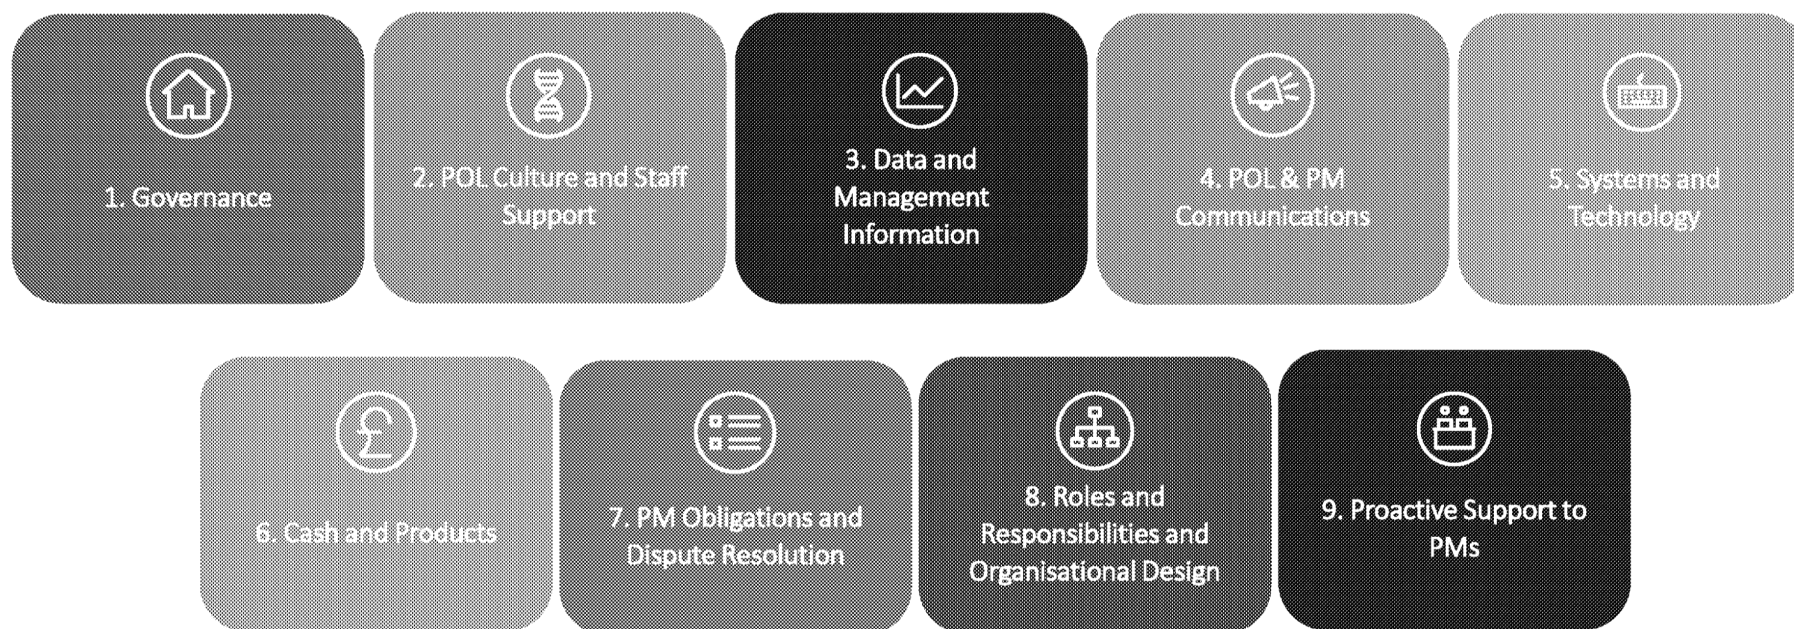 1. Governance
2. POL Culture and Staff
Support
3. Data and
Management
Information
4. POL & PM
Communications
5. Systems and
Technology
6. Cash and Products
7. PM Obligations and
Dispute Resolution
8. Roles and
Responsibilities and
Organisational Design
9. Proactive Support to
PMs